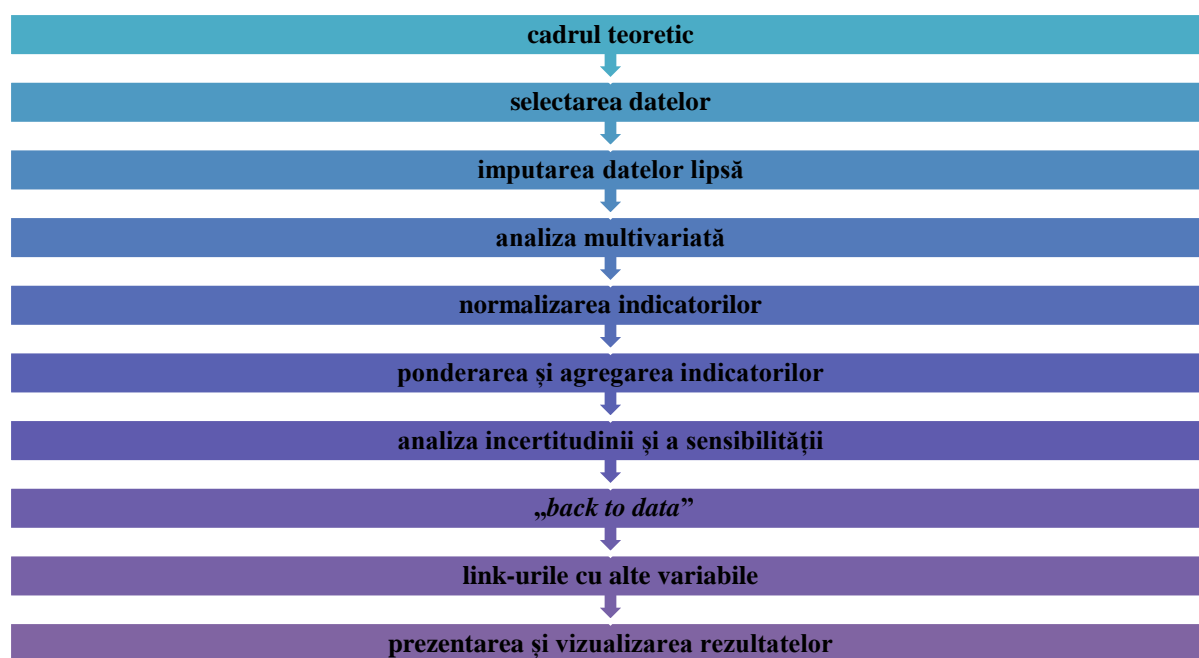 cadrul teoretic
selectarea datelor
imputarea datelor lipsă
analiza multivariată
normalizarea indicatorilor
ponderarea și agregarea indicatorilor
analiza incertitudinii și a sensibilității
„back to data”
link-urile cu alte variabile
prezentarea și vizualizarea rezultatelor